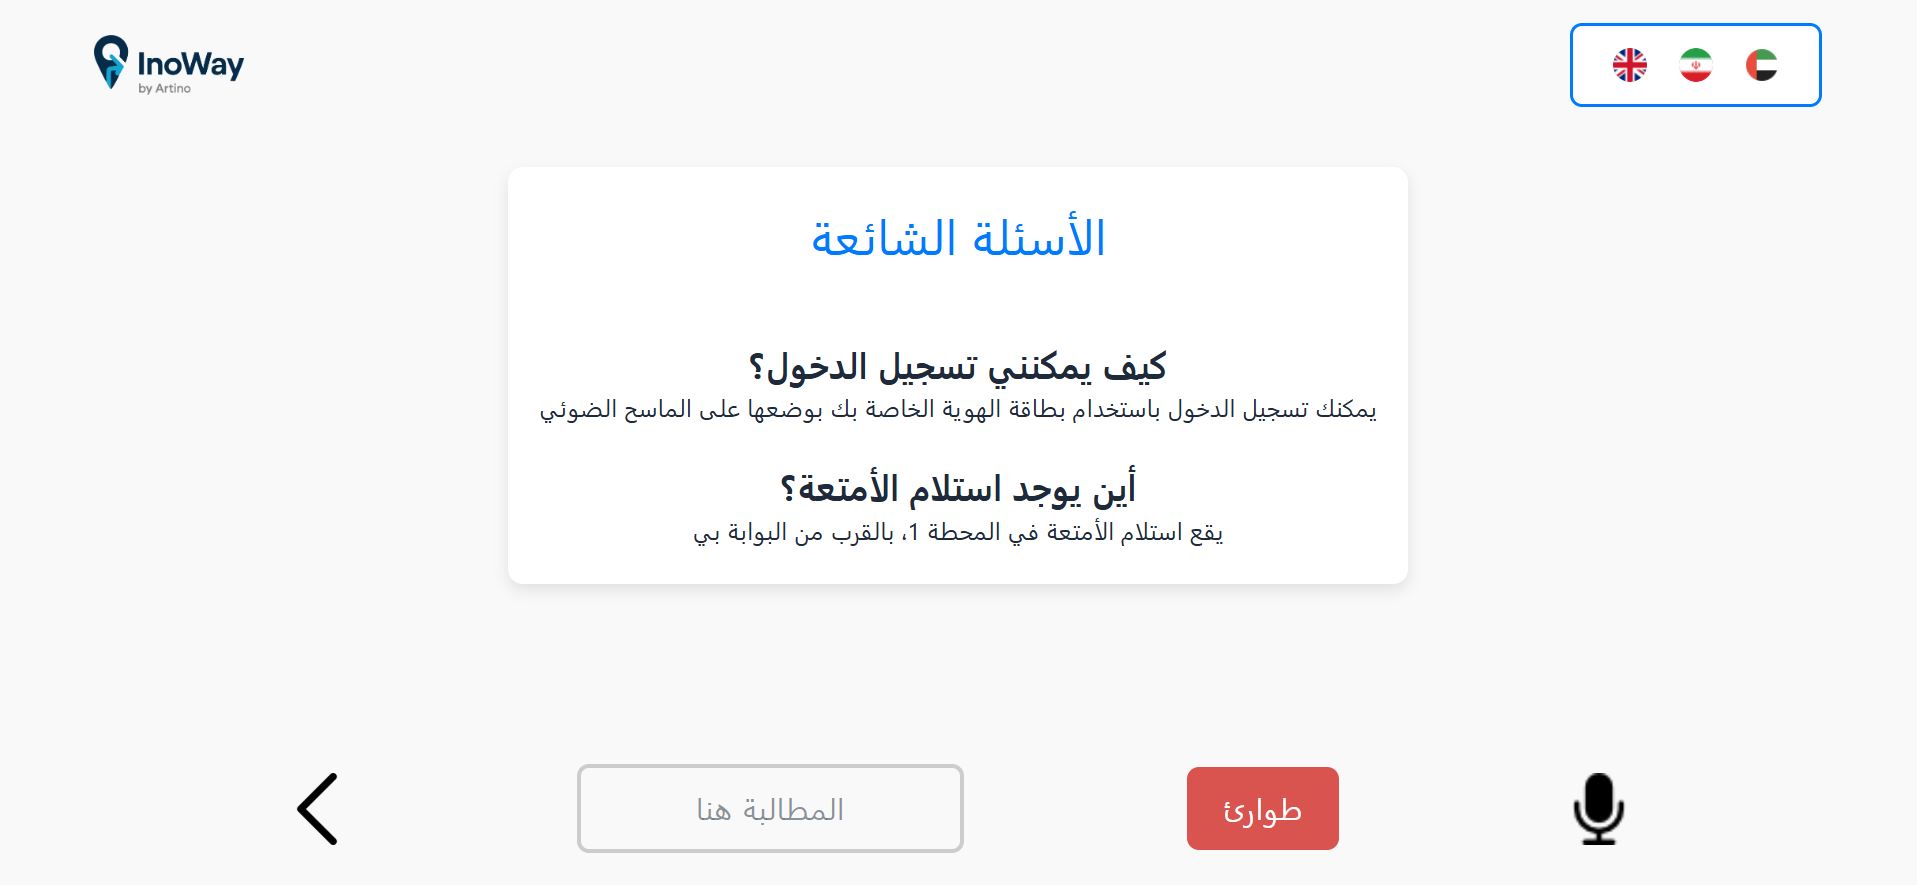 InoWay
by Artino
الأسئلة الشائعة
كيف يمكنني تسجيل الدخول؟
يمكنك تسجيل الدخول باستخدام بطاقة الهوية الخاصة بك بوضعها على الماسح الضوئي
أين يوجد استلام الأمتعة؟
يقع استلام الأمتعة في المحطة 1، بالقرب من البوابة بي
المطالبة هنا
طوارئ